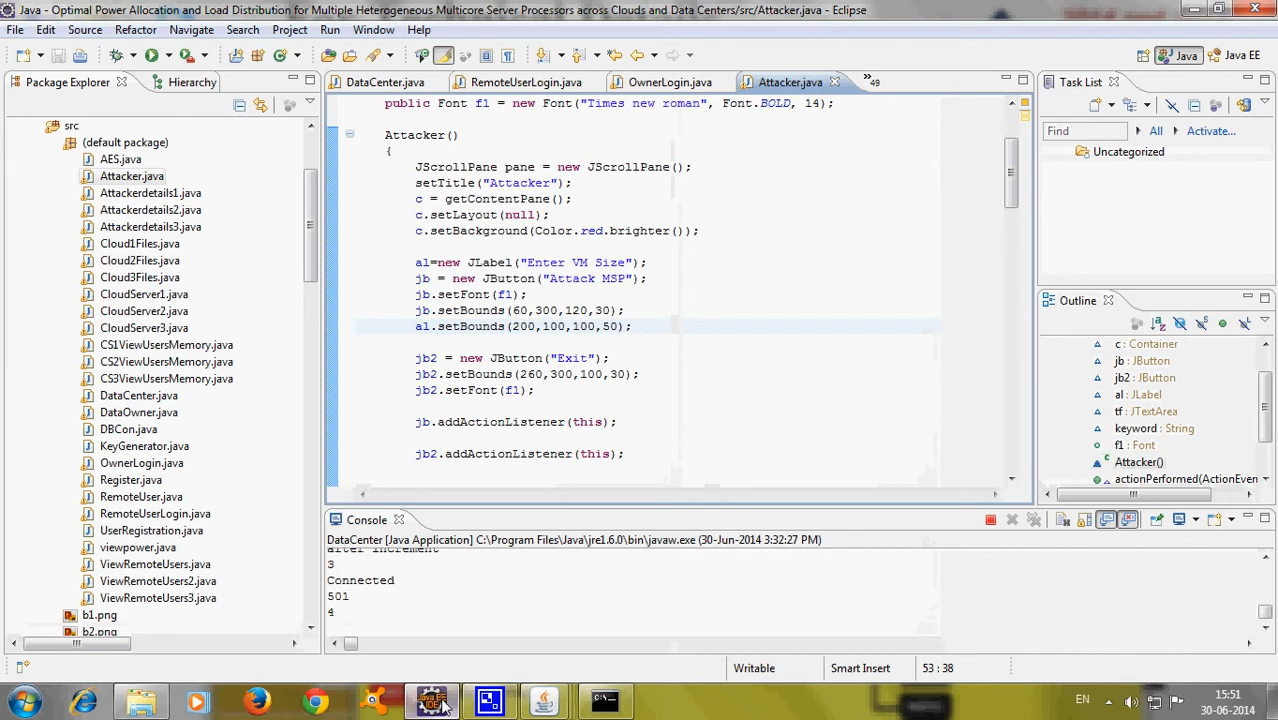 Java - Optimal Power Allocation and Load Distribution for Multiple Heterogeneous Multicore Server Processors across Clouds and Data Centers/src/Attacker.java - Eclipse
File Edit Source Refactor Navigate Search Project Run Window Help
Java Java EE
Package Explorer Hierarchy
DataCenter.java RemoteUserLogin.java OwnerLogin.java Attacker.java »49
Task List
src
(default package)
AES.java
Attacker.java
Attackerdetails1.java
Attackerdetails2.java
Attackerdetails3.java
Cloud1Files.java
Cloud2Files.java
Cloud3Files.java
CloudServer1.java
CloudServer2.java
CloudServer3.java
CS1ViewUsersMemory.java
CS2ViewUsersMemory.java
CS3ViewUsersMemory.java
DataCenter.java
DataOwner.java
DBCon.java
KeyGenerator.java
OwnerLogin.java
Register.java
RemoteUser.java
RemoteUserLogin.java
UserRegistration.java
viewpower.java
ViewRemoteUsers.java
ViewRemoteUsers2.java
ViewRemoteUsers3.java
b1.png
b2.png
public Font f1 = new Font("Times new roman", Font.BOLD, 14);
Attacker()
{
JScrollPane pane = new JScrollPane();
setTitle("Attacker");
c = getContentPane();
c.setLayout(null);
c.setBackground(Color.red.brighter());
al=new JLabel("Enter VM Size");
jb = new JButton("Attack MSP");
jb.setFont(f1);
jb.setBounds(60,300,120,30);
al.setBounds(200,100,100,50);
jb2 = new JButton("Exit");
jb2.setBounds(260,300,100,30);
jb2.setFont(f1);
jb.addActionListener(this);
jb2.addActionListener(this);
Find All Activate...
Uncategorized
Outline
c : Container
jb : JButton
jb2 : JButton
al : JLabel
tf : JTextArea
keyword : String
f1 : Font
Attacker()
actionPerformed(ActionEven
Console
DataCenter [Java Application] C:\Program Files\Java\jre1.6.0\bin\javaw.exe (30-Jun-2014 3:32:27 PM)
after increment
3
Connected
501
4
Writable Smart Insert 53 : 38
Java EE IDE
C:\
EN 15:51
30-06-2014